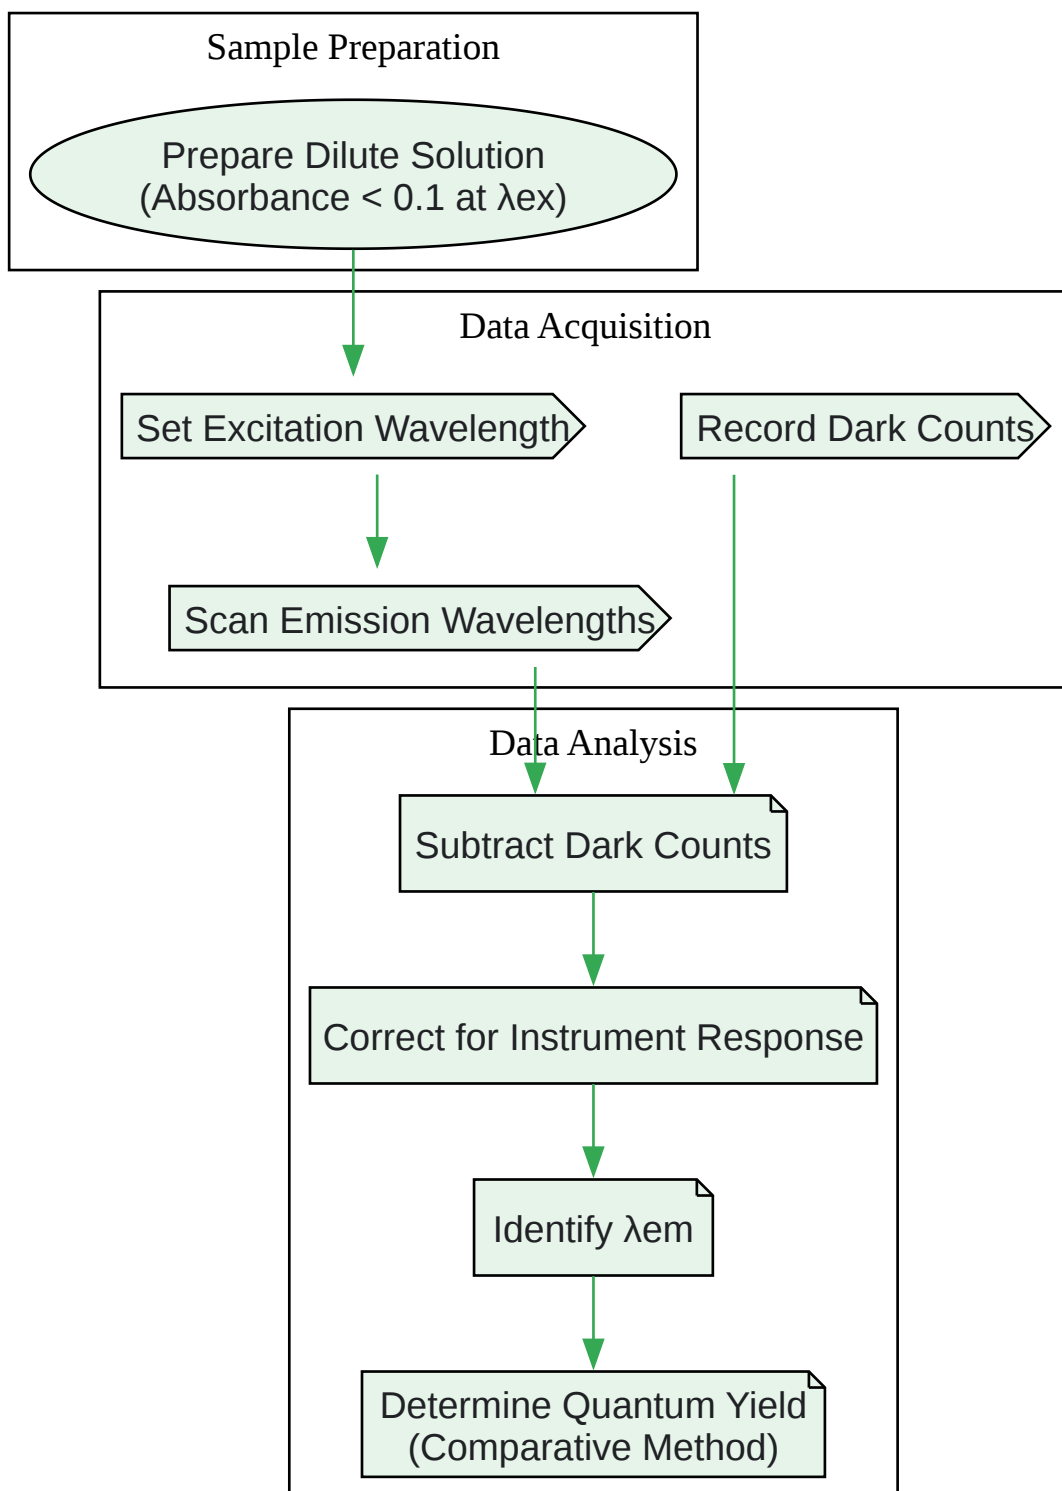 Sample Preparation
Prepare Dilute Solution
(Absorbance < 0.1 at λex)
Data Acquisition
Set Excitation Wavelength
Record Dark Counts
Scan Emission Wavelengths
Data Analysis
Subtract Dark Counts
Correct for Instrument Response
Identify λem
Determine Quantum Yield
(Comparative Method)